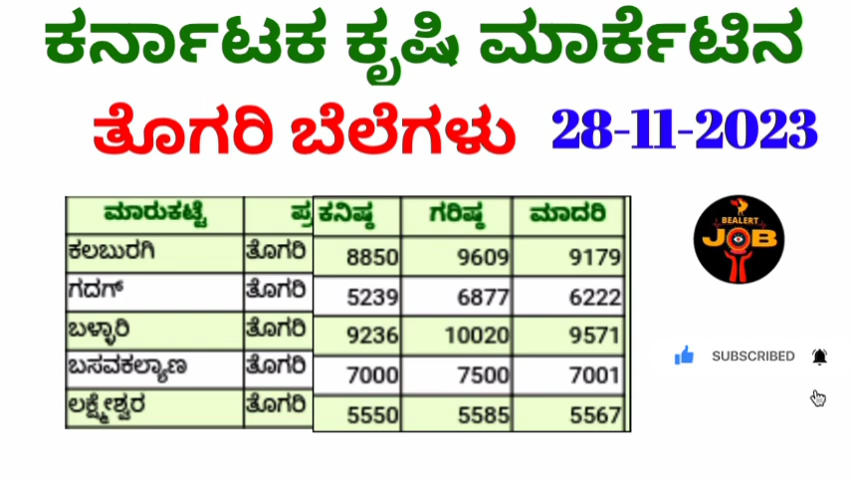 ಕರ್ನಾಟಕ ಕೃಷಿ ಮಾರ್ಕೆಟಿನ
ತೊಗರಿ ಬೆಲೆಗಳು 28-11-2023
ಮಾರುಕಟ್ಟೆ ಪ್ರ ಕನಿಷ್ಠ ಗರಿಷ್ಠ ಮಾದರಿ
ಕಲಬುರಗಿ ತೊಗರಿ 8850 9609 9179
ಗದಗ್ ತೊಗರಿ 5239 6877 6222
ಬಳ್ಳಾರಿ ತೊಗರಿ 9236 10020 9571
ಬಸವಕಲ್ಯಾಣ ತೊಗರಿ 7000 7500 7001
ಲಕ್ಷ್ಮೇಶ್ವರ ತೊಗರಿ 5550 5585 5567
BEALERT
JOB
SUBSCRIBED